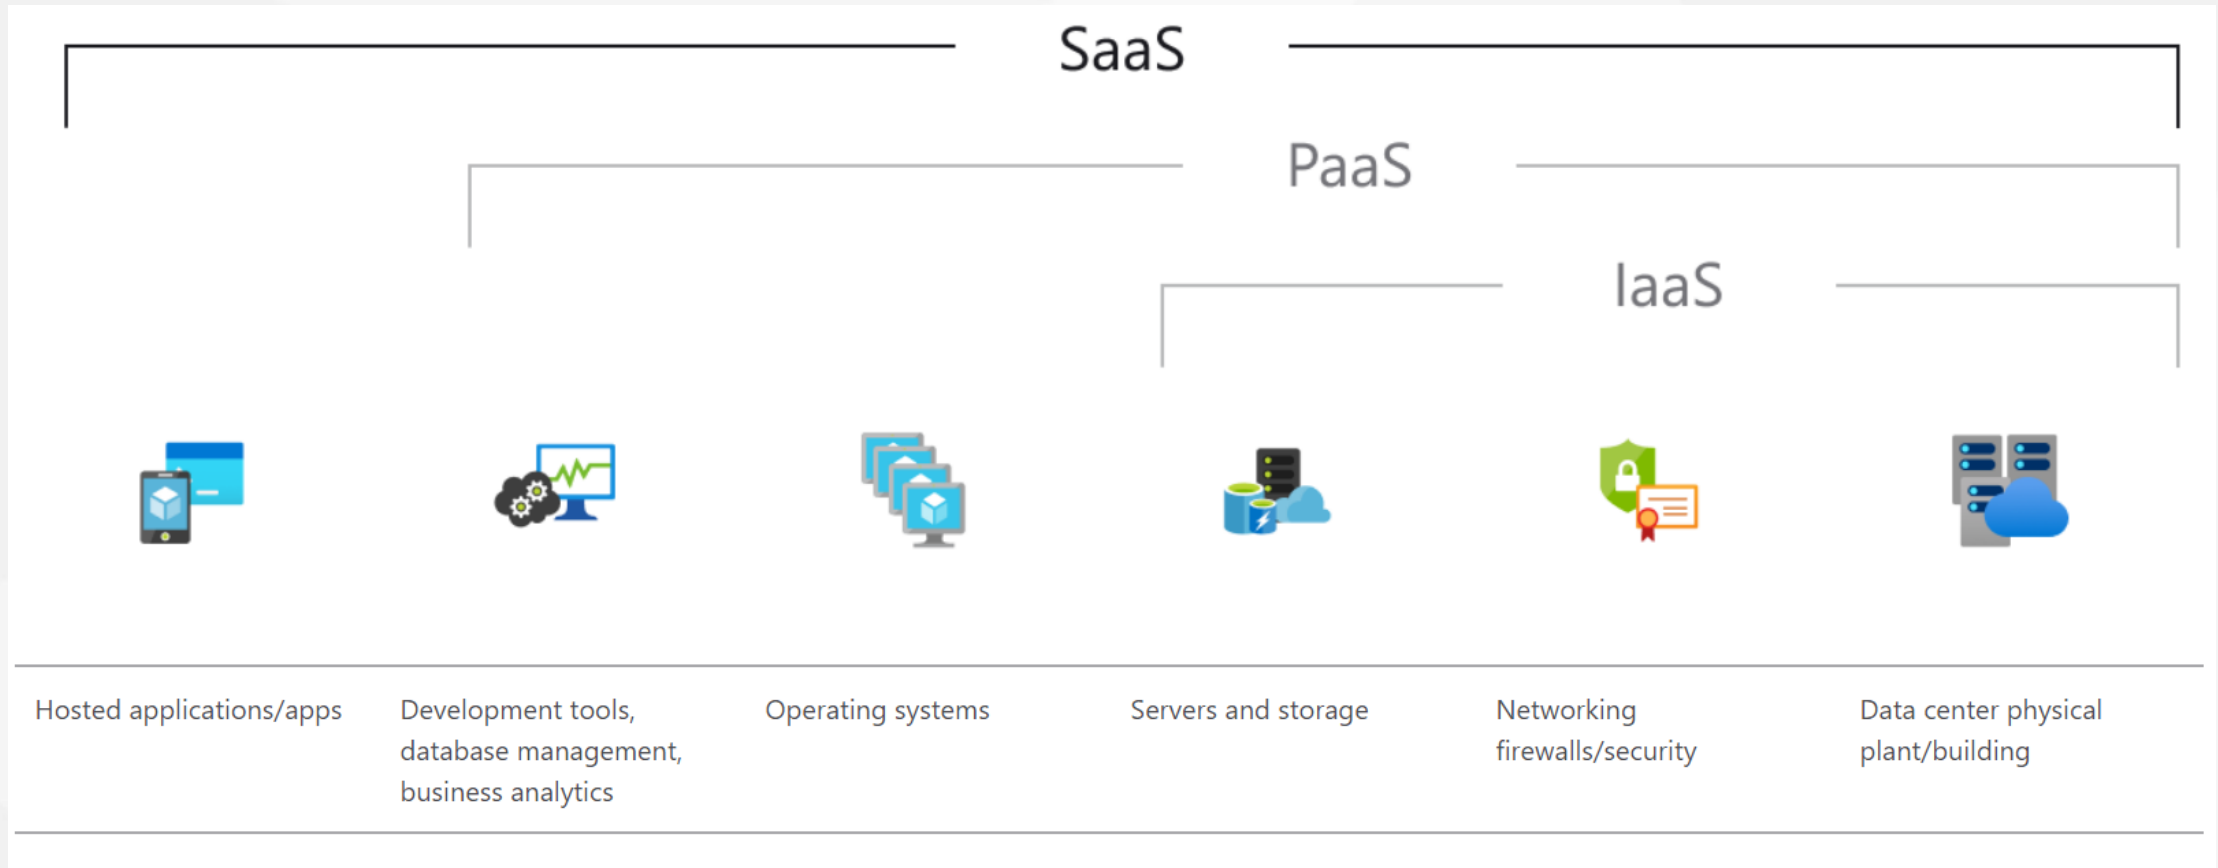 SaaS
PaaS
IaaS
Hosted applications/apps
Development tools,
database management,
business analytics
Operating systems
Servers and storage
Networking
firewalls/security
Data center physical
plant/building